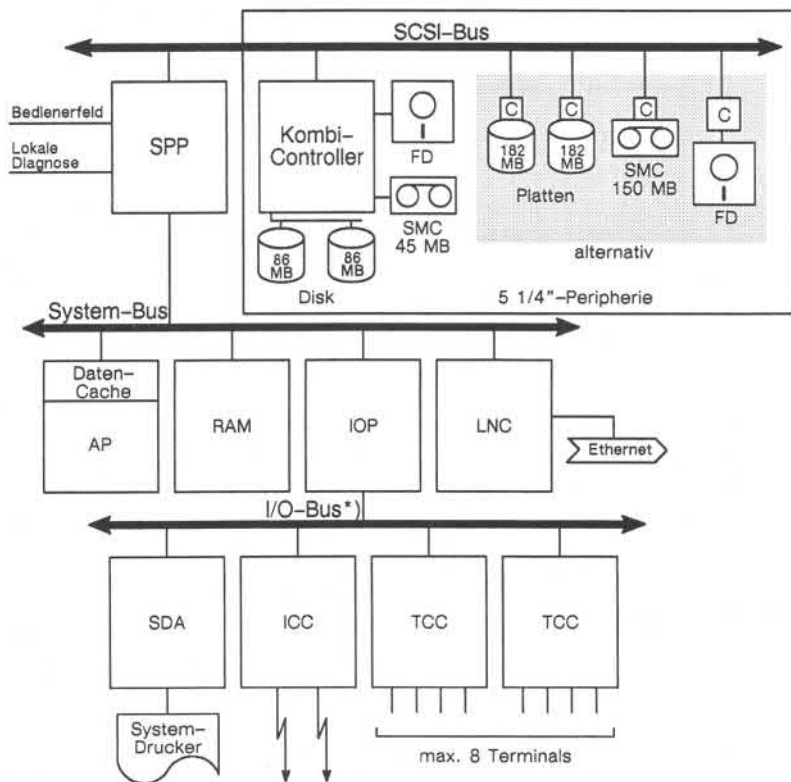 SCSI-Bus
Bedienerfeld
Lokale
Diagnose
SPP
Kombi-
Controller
FD
SMC
45 MB
86
MB
86
MB
Disk
C
C
C
C
182
MB
182
MB
Platten
SMC
150 MB
FD
alternativ
5 1/4"-Peripherie
System-Bus
Daten-
Cache
AP
RAM
IOP
LNC
Ethernet
I/O-Bus*)
SDA
ICC
TCC
TCC
System-
Drucker
max. 8 Terminals